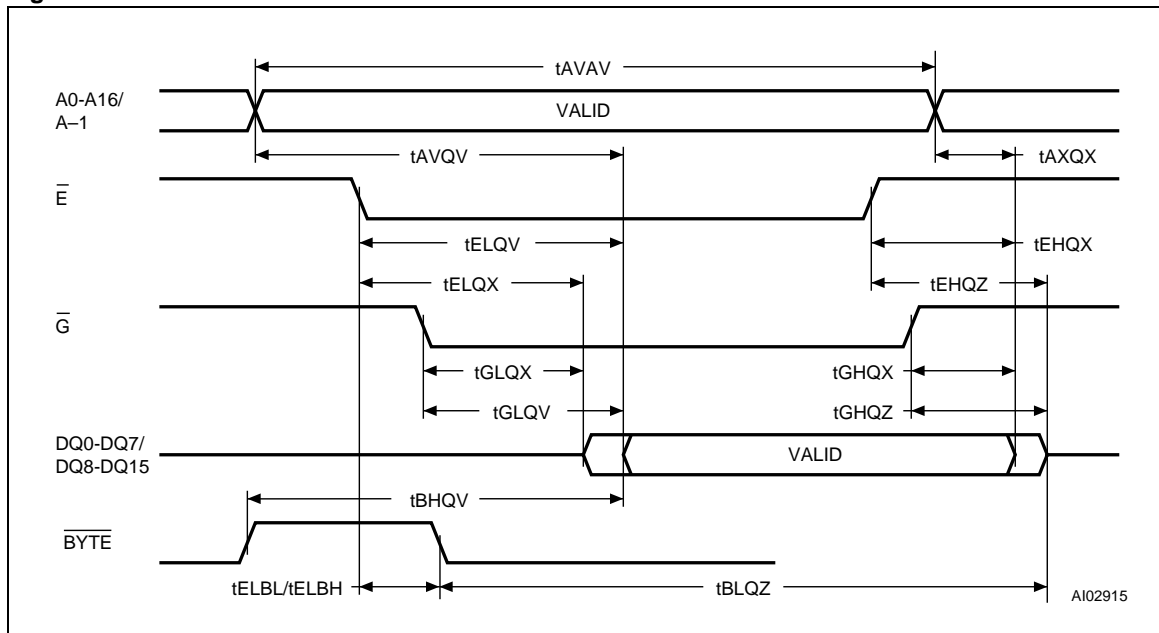 tAVAV
A0-A16/
A–1
VALID
tAVQV
tAXQX
E
tELQV
tEHQX
tELQX
tEHQZ
G
tGLQX
tGHQX
tGLQV
tGHQZ
DQ0-DQ7/
DQ8-DQ15
VALID
tBHQV
BYTE
tELBL/tELBH
tBLQZ
AI02915